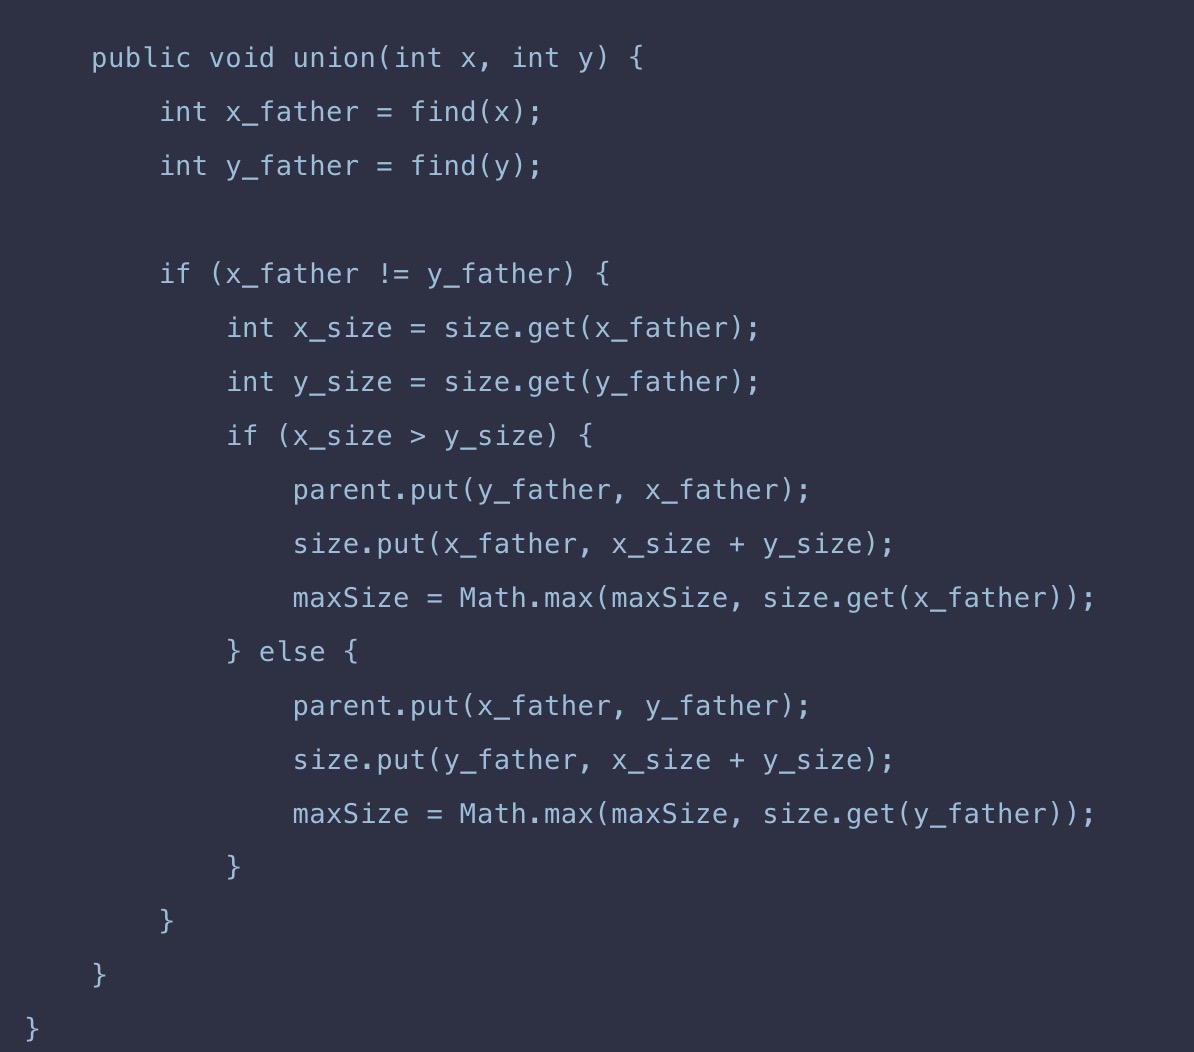 public void union(int x, int y) {
    int x_father = find(x);
    int y_father = find(y);

    if (x_father != y_father) {
        int x_size = size.get(x_father);
        int y_size = size.get(y_father);
        if (x_size > y_size) {
            parent.put(y_father, x_father);
            size.put(x_father, x_size + y_size);
            maxSize = Math.max(maxSize, size.get(x_father));
        } else {
            parent.put(x_father, y_father);
            size.put(y_father, x_size + y_size);
            maxSize = Math.max(maxSize, size.get(y_father));
        }
    }
}
}